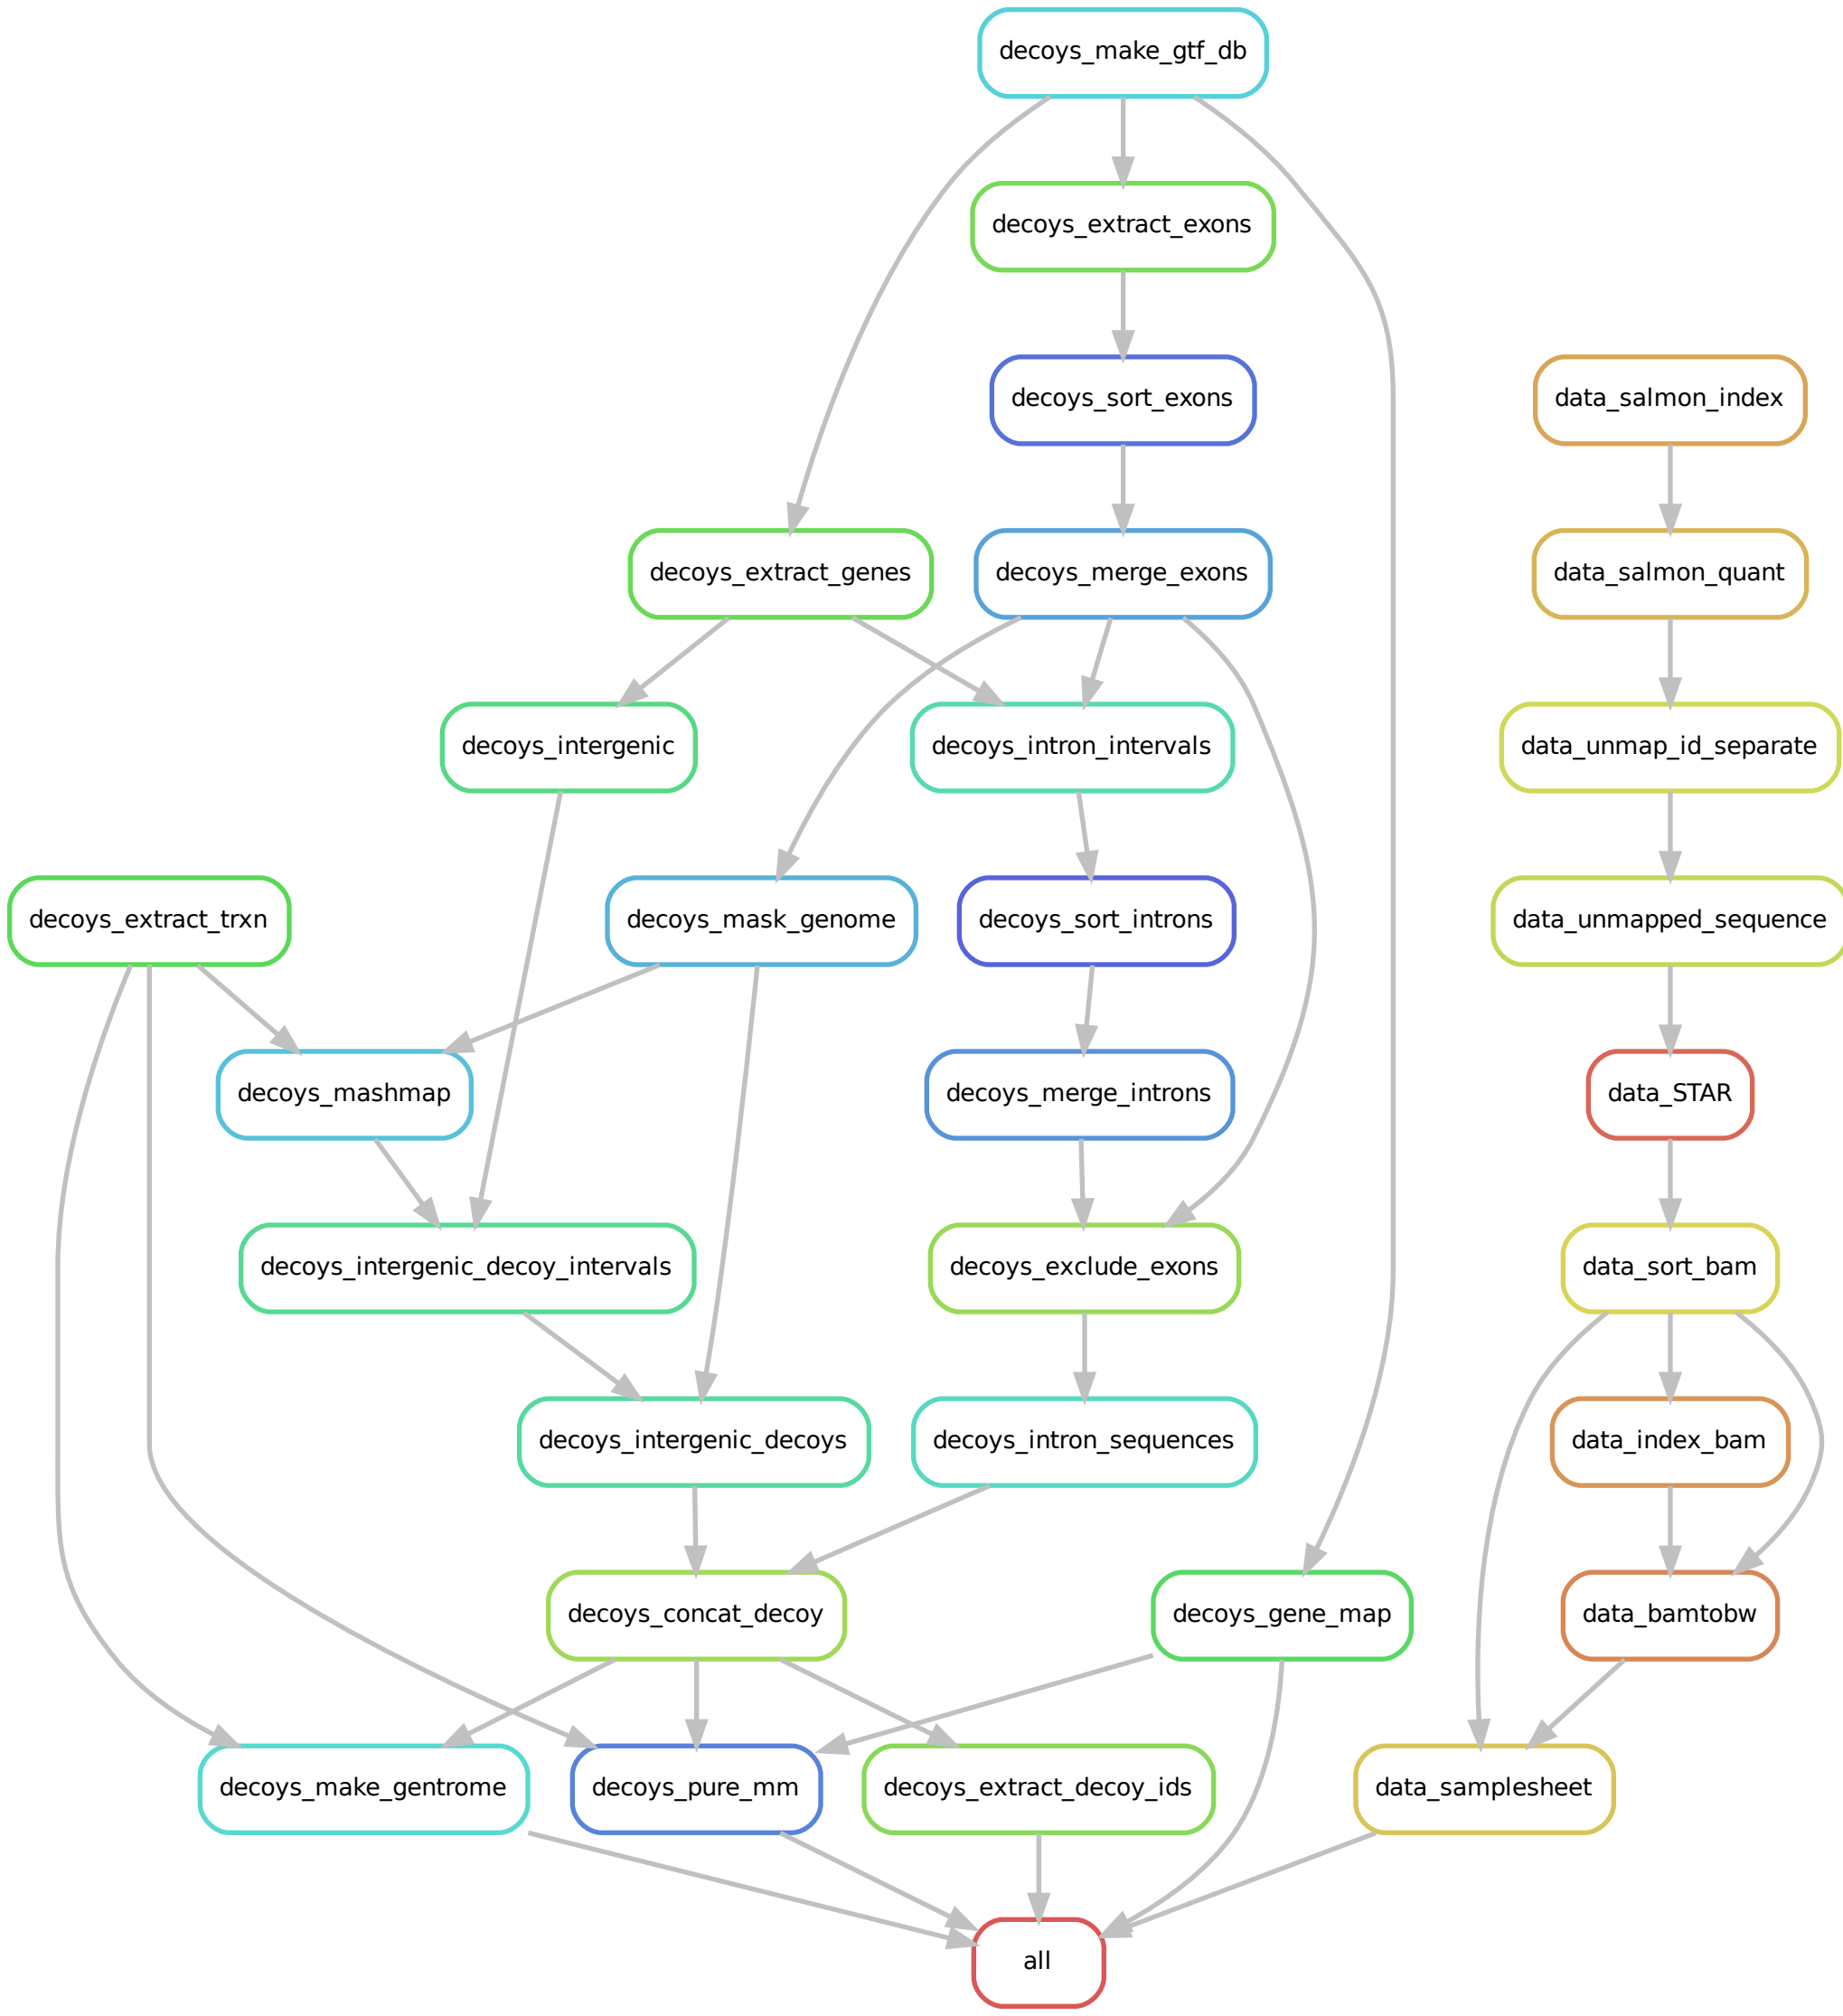 decoys_make_gtf_db
decoys_extract_exons
decoys_sort_exons
data_salmon_index
decoys_extract_genes
decoys_merge_exons
data_salmon_quant
decoys_intergenic
decoys_intron_intervals
data_unmap_id_separate
decoys_extract_trxn
decoys_mask_genome
decoys_sort_introns
data_unmapped_sequence
decoys_mashmap
decoys_merge_introns
data_STAR
decoys_intergenic_decoy_intervals
decoys_exclude_exons
data_sort_bam
decoys_intergenic_decoys
decoys_intron_sequences
data_index_bam
decoys_concat_decoy
decoys_gene_map
data_bamtobw
decoys_make_gentrome
decoys_pure_mm
decoys_extract_decoy_ids
data_samplesheet
all